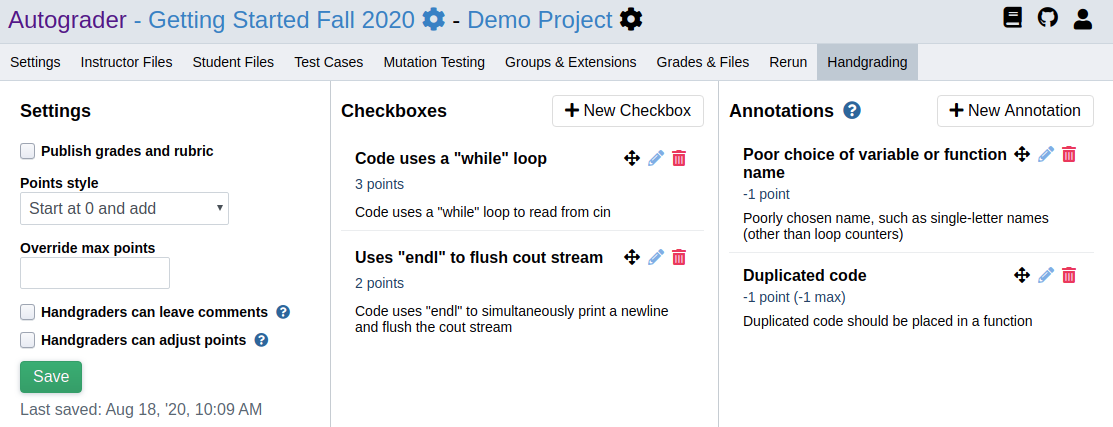 Autograder - Getting Started Fall 2020 - Demo Project
Settings Instructor Files Student Files Test Cases Mutation Testing Groups & Extensions Grades & Files Rerun Handgrading
Settings
Publish grades and rubric
Points style
Start at 0 and add
Override max points
Handgraders can leave comments ?
Handgraders can adjust points ?
Save
Last saved: Aug 18, '20, 10:09 AM
Checkboxes
New Checkbox
Code uses a "while" loop
3 points
Code uses a "while" loop to read from cin
Uses "endl" to flush cout stream
2 points
Code uses "endl" to simultaneously print a newline
and flush the cout stream
Annotations ?
New Annotation
Poor choice of variable or function
name
-1 point
Poorly chosen name, such as single-letter names
(other than loop counters)
Duplicated code
-1 point (-1 max)
Duplicated code should be placed in a function